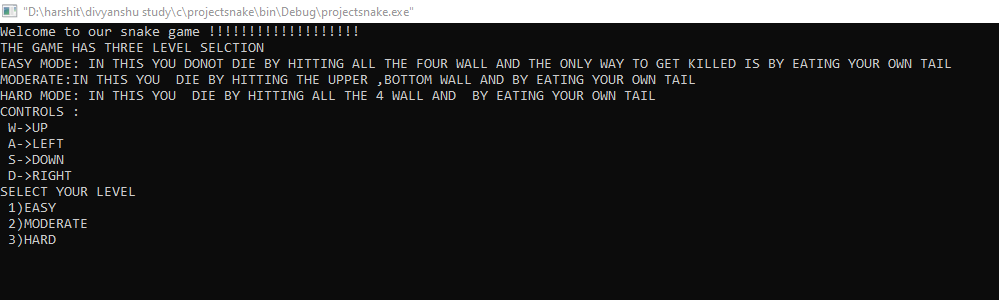 "D:\harshit\divyanshu study\c\projectsnake\bin\Debug\projectsnake.exe"
Welcome to our snake game !!!!!!!!!!!!!!!!!!!
THE GAME HAS THREE LEVEL SELCTION
EASY MODE: IN THIS YOU DONOT DIE BY HITTING ALL THE FOUR WALL AND THE ONLY WAY TO GET KILLED IS BY EATING YOUR OWN TAIL
MODERATE:IN THIS YOU  DIE BY HITTING THE UPPER ,BOTTOM WALL AND BY EATING YOUR OWN TAIL
HARD MODE: IN THIS YOU  DIE BY HITTING ALL THE 4 WALL AND  BY EATING YOUR OWN TAIL
CONTROLS :
 W->UP
 A->LEFT
 S->DOWN
 D->RIGHT
SELECT YOUR LEVEL
 1)EASY
 2)MODERATE
 3)HARD